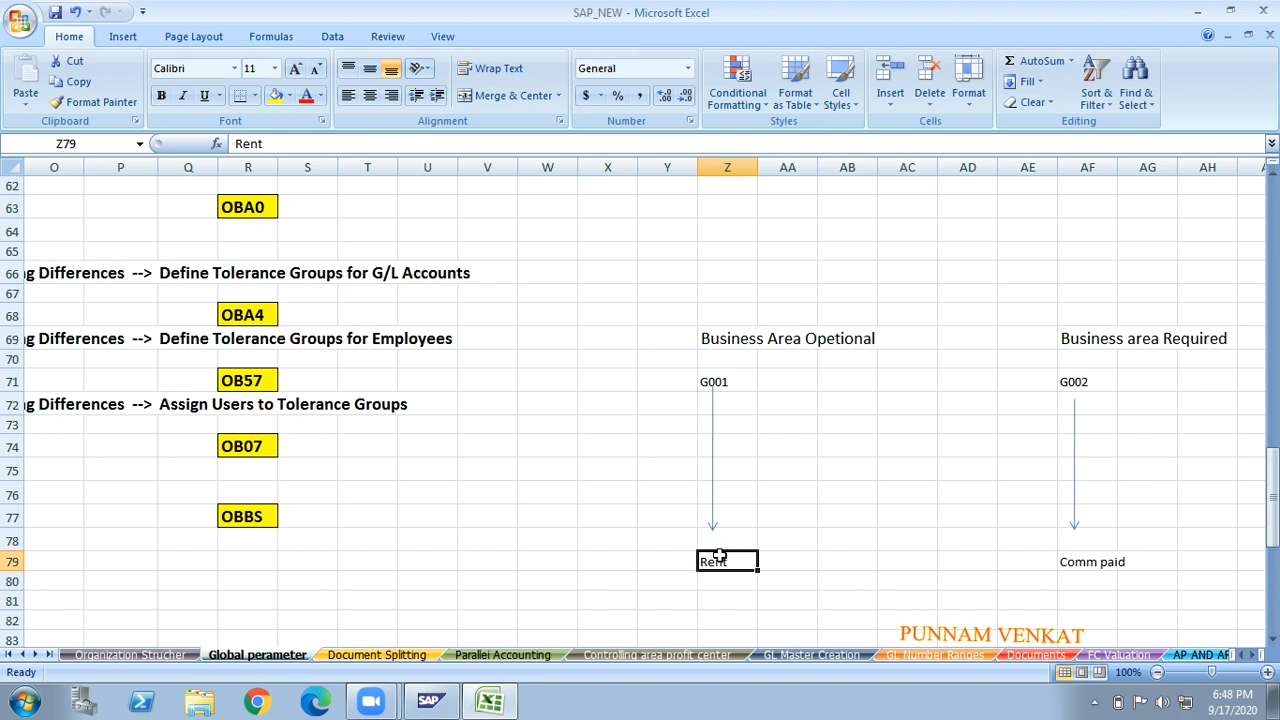 SAP_NEW - Microsoft Excel
Home Insert Page Layout Formulas Data Review View
Cut
Copy
Format Painter
Paste
Clipboard
Calibri 11
Font
Wrap Text
Merge & Center
Alignment
General
$ % ,
Number
Conditional Formatting
Format as Table
Cell Styles
Styles
Insert Delete Format
Cells
AutoSum
Fill
Clear
Sort & Filter
Find & Select
Editing
Z79 fx Rent
O P Q R S T U V W X Y Z AA AB AC AD AE AF AG AH
62
63 OBA0
64
65
66 ng Differences --> Define Tolerance Groups for G/L Accounts
67
68 OBA4
69 ng Differences --> Define Tolerance Groups for Employees Business Area Opetional Business area Required
70
71 OB57 G001 G002
72 ng Differences --> Assign Users to Tolerance Groups
73
74 OB07
75
76
77 OBBS
78
79 Rent Comm paid
80
81
82
83
PUNNAM VENKAT
Organization Strucher Global perameter Document Splitting Parallel Accounting Controlling area profit center GL Master Creation GL Number Ranges Documents FC Valuation AP AND AR
Ready 100%
6:48 PM
9/17/2020